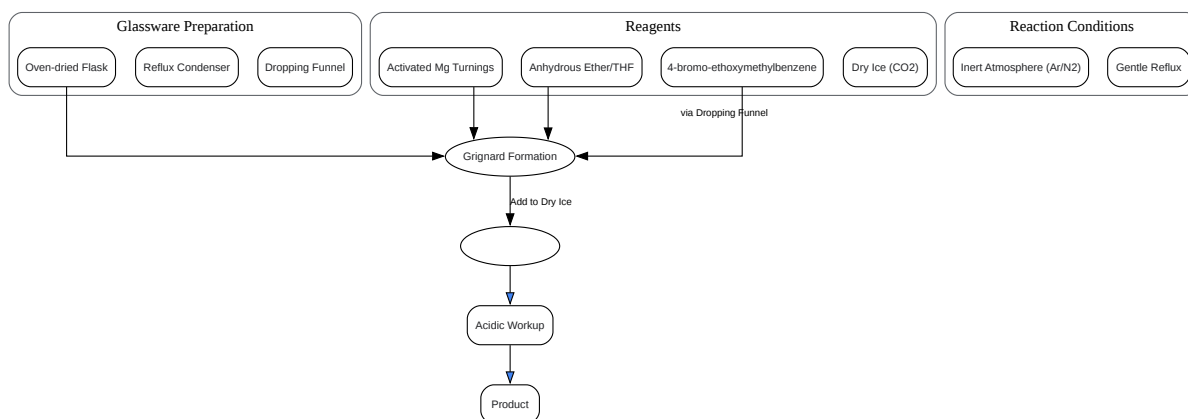 Glassware Preparation
Reagents
Reaction Conditions
Oven-dried Flask
Reflux Condenser
Dropping Funnel
Activated Mg Turnings
Anhydrous Ether/THF
4-bromo-ethoxymethylbenzene
Dry Ice (CO2)
Inert Atmosphere (Ar/N2)
Gentle Reflux
via Dropping Funnel
Grignard Formation
Add to Dry Ice
Acidic Workup
Product